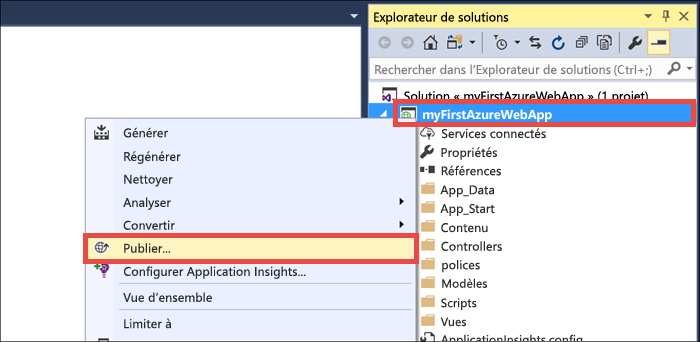 Explorateur de solutions
Rechercher dans l'Explorateur de solutions (Ctrl+;)
Solution « myFirstAzureWebApp » (1 projet)
myFirstAzureWebApp
Services connectés
Propriétés
Références
App_Data
App_Start
Contenu
Controllers
polices
Modèles
Scripts
Vues
ApplicationInsights.config
Générer
Régénérer
Nettoyer
Analyser
Convertir
Publier...
Configurer Application Insights...
Vue d'ensemble
Limiter à